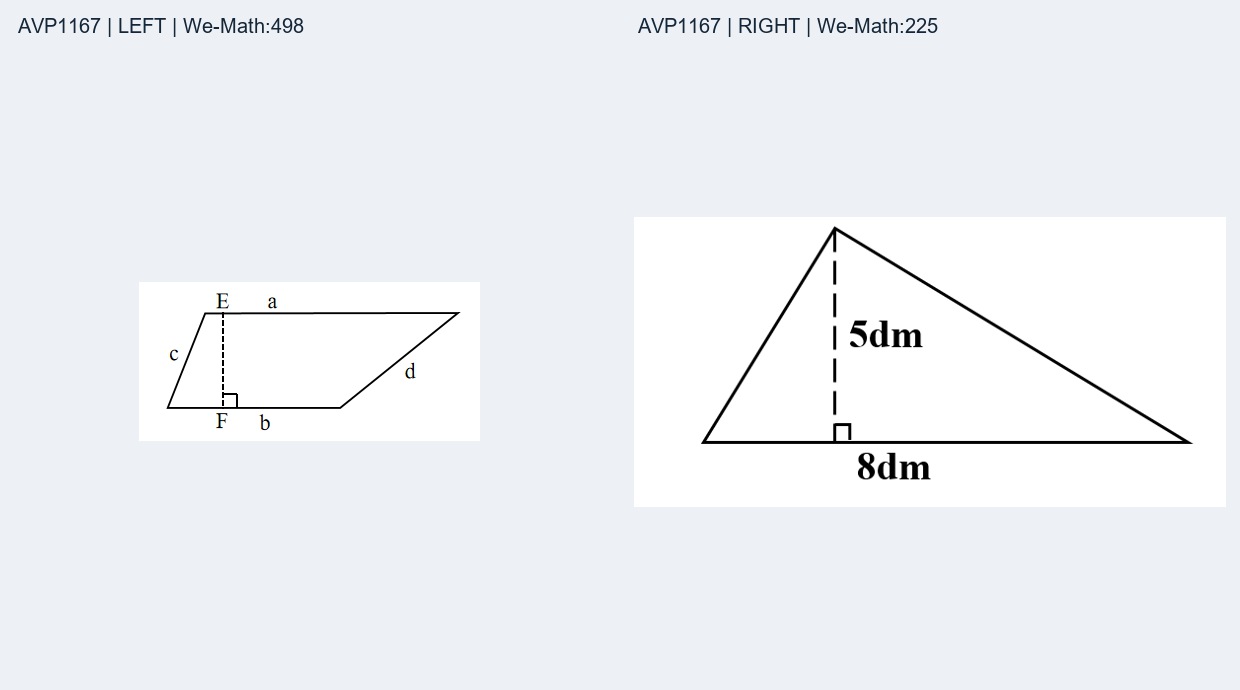 AVP1167 | LEFT | We-Math:498
E a
c
d
F b
AVP1167 | RIGHT | We-Math:225
5dm
8dm